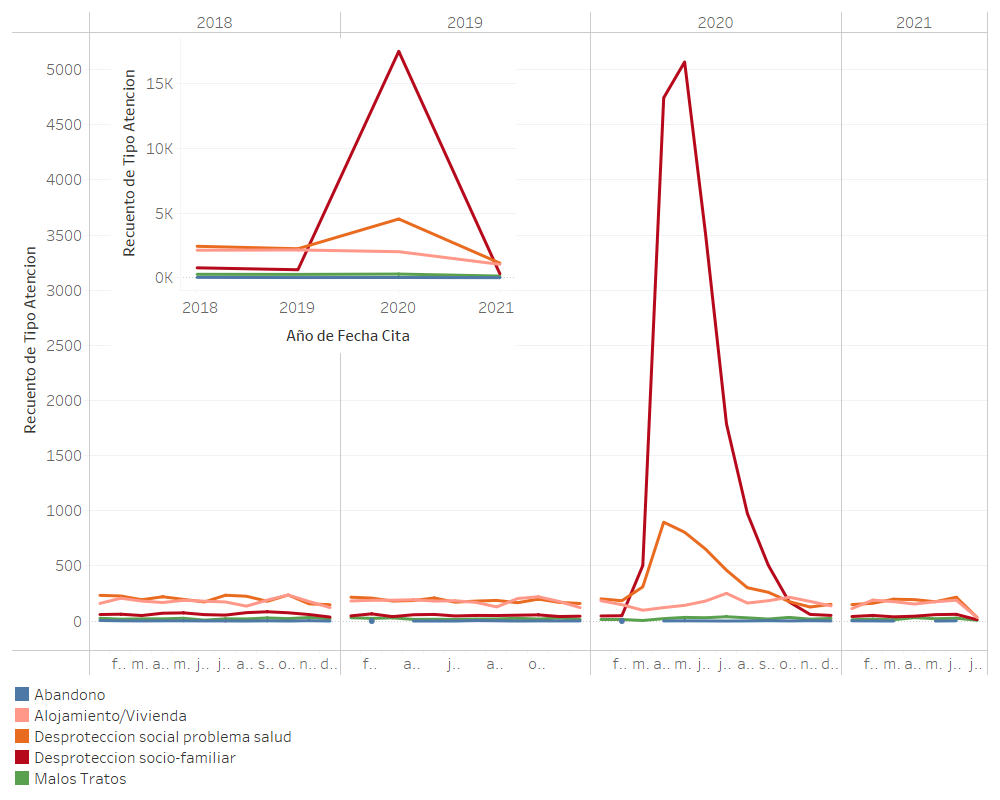 2018 2019 2020 2021
Recuento de Tipo Atencion
5000
4500
4000
3500
3000
2500
2000
1500
1000
500
0
Recuento de Tipo Atencion
15K
10K
5K
0K
2018 2019 2020 2021
Año de Fecha Cita
f.. m. a.. m. j.. j.. a.. s.. o.. n.. d.. f.. a.. j.. a.. o.. f.. m. a.. m. j.. j.. a.. s.. o.. n.. d.. f.. m. a.. m. j.. j..
Abandono
Alojamiento/Vivienda
Desproteccion social problema salud
Desproteccion socio-familiar
Malos Tratos